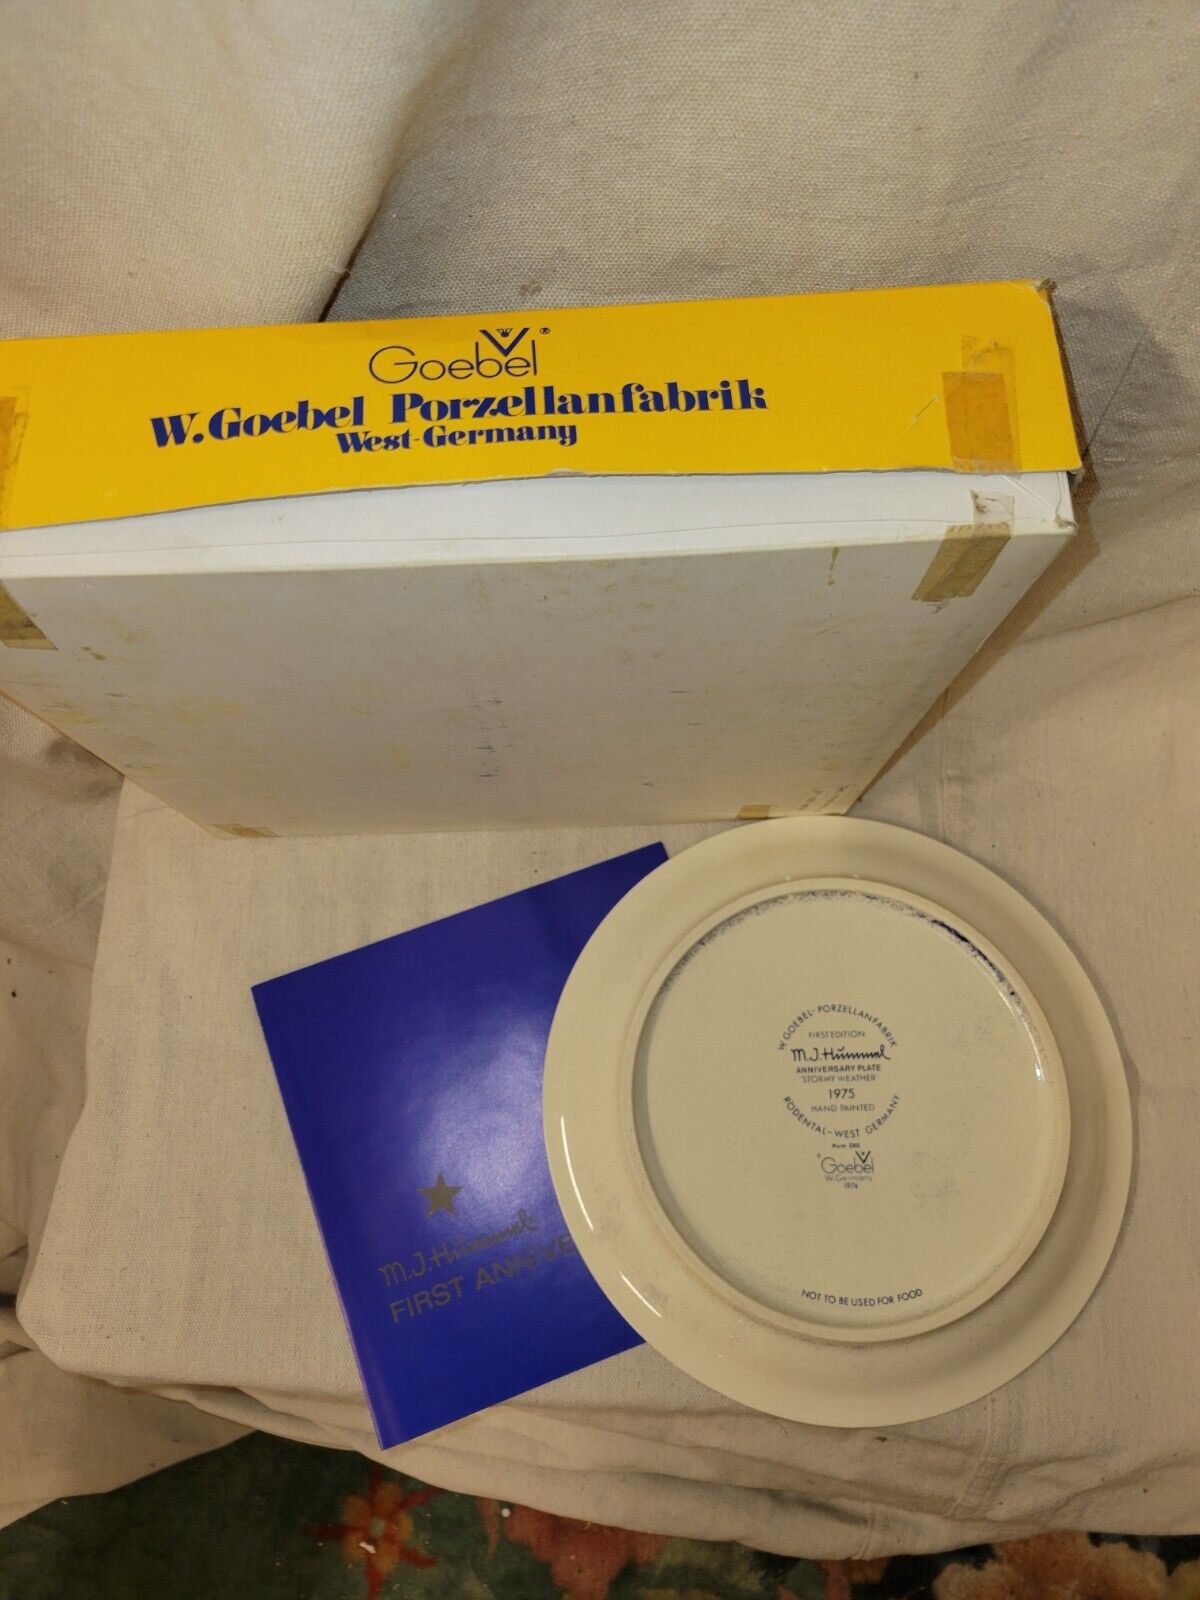 Goebel ®
W. Goebel Porzellanfabrik
West-Germany
M.J. Hummel
FIRST ANNIVE
W. GOEBEL PORZELLANFABRIK
FIRST EDITION
M.J. Hummel
ANNIVERSARY PLATE
'STORMY WEATHER'
1975
HAND PAINTED
RÖDENTAL-WEST GERMANY
Hum 280
© Goebel
W. Germany
1974
NOT TO BE USED FOR FOOD